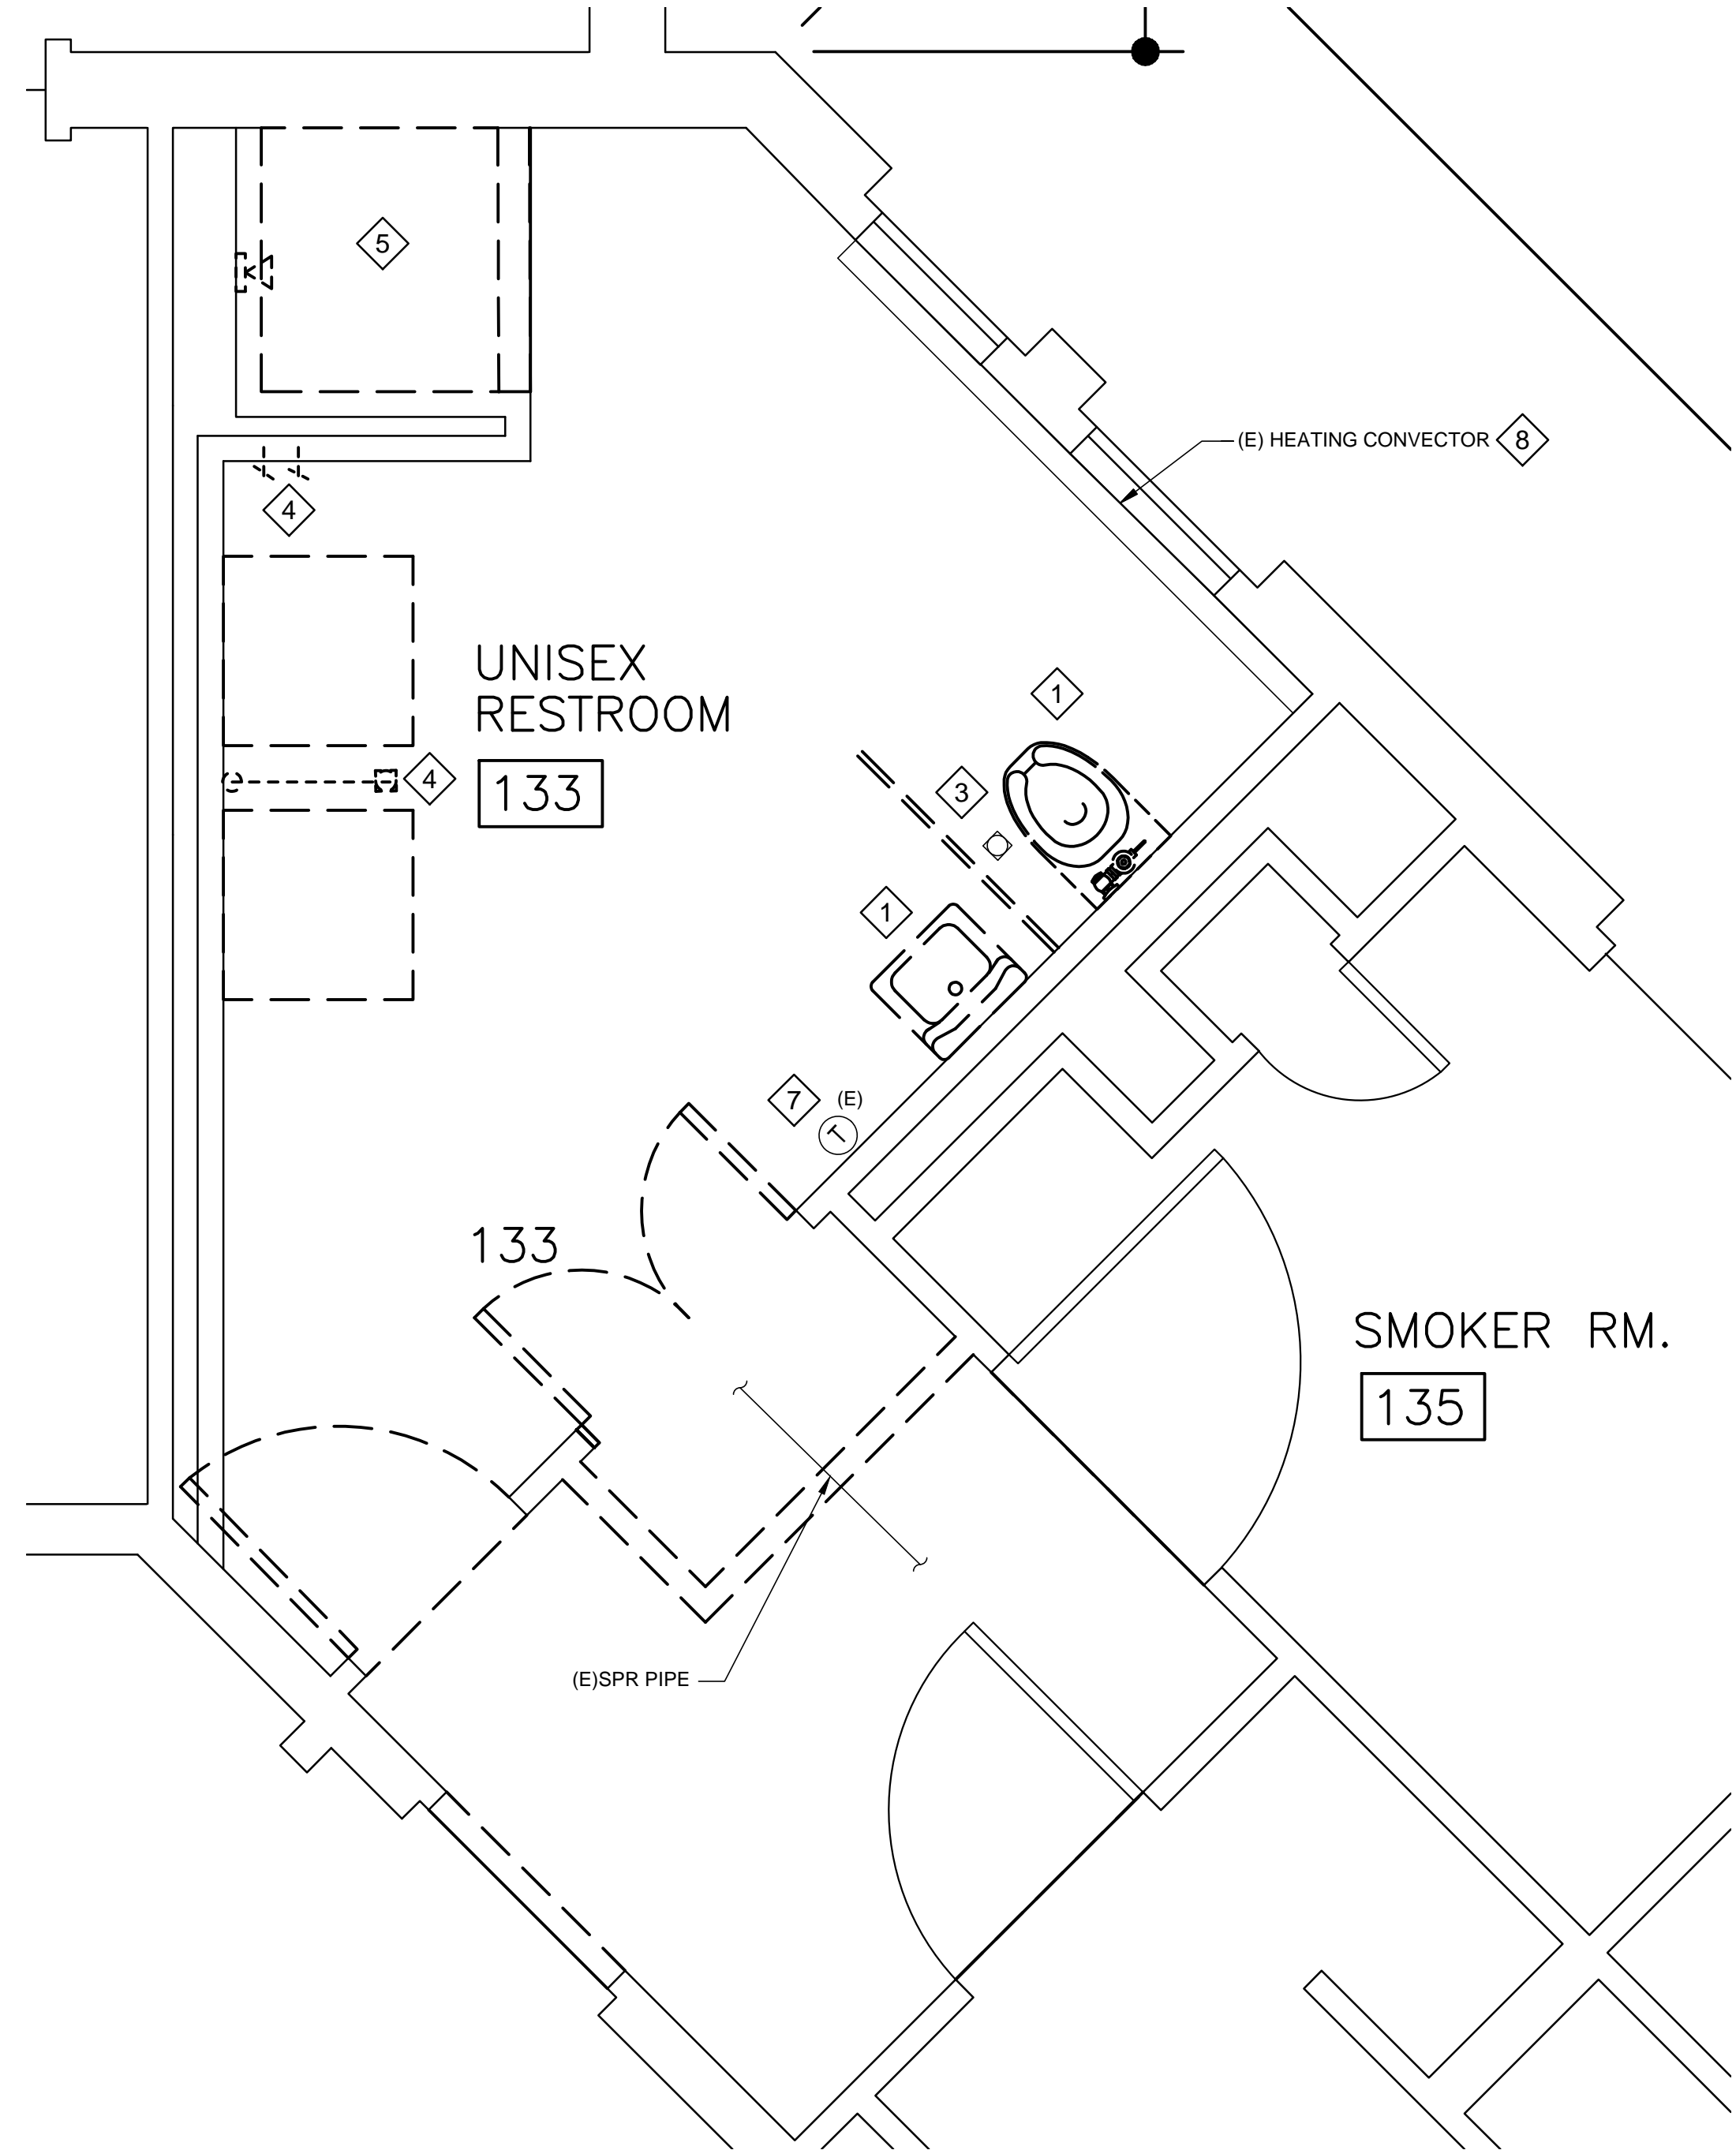 5
(E) HEATING CONVECTOR 8
4
UNISEX
RESTROOM
133
4
1
3
1
7 (E)
T
133
SMOKER RM.
135
(E)SPR PIPE